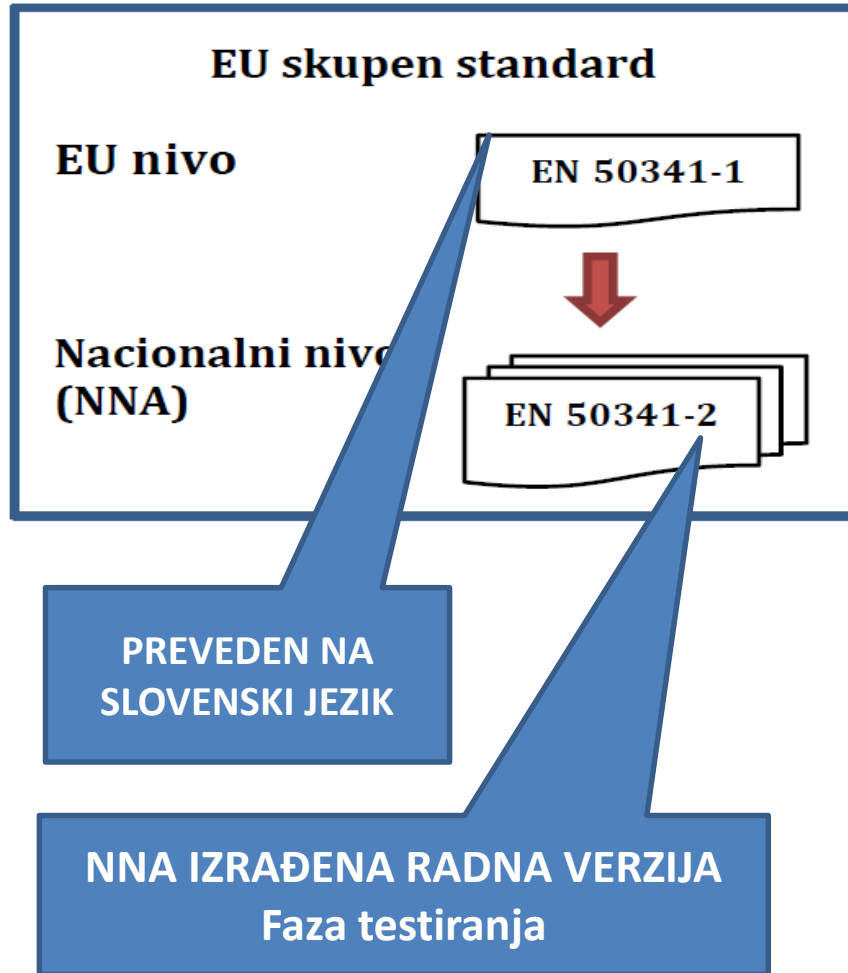 EU skupen standard
EU nivo
EN 50341-1
Nacionalni nivo
(NNA)
EN 50341-2
PREVEDEN NA
SLOVENSKI JEZIK
NNA IZRAĐENA RADNA VERZIJA
Faza testiranja